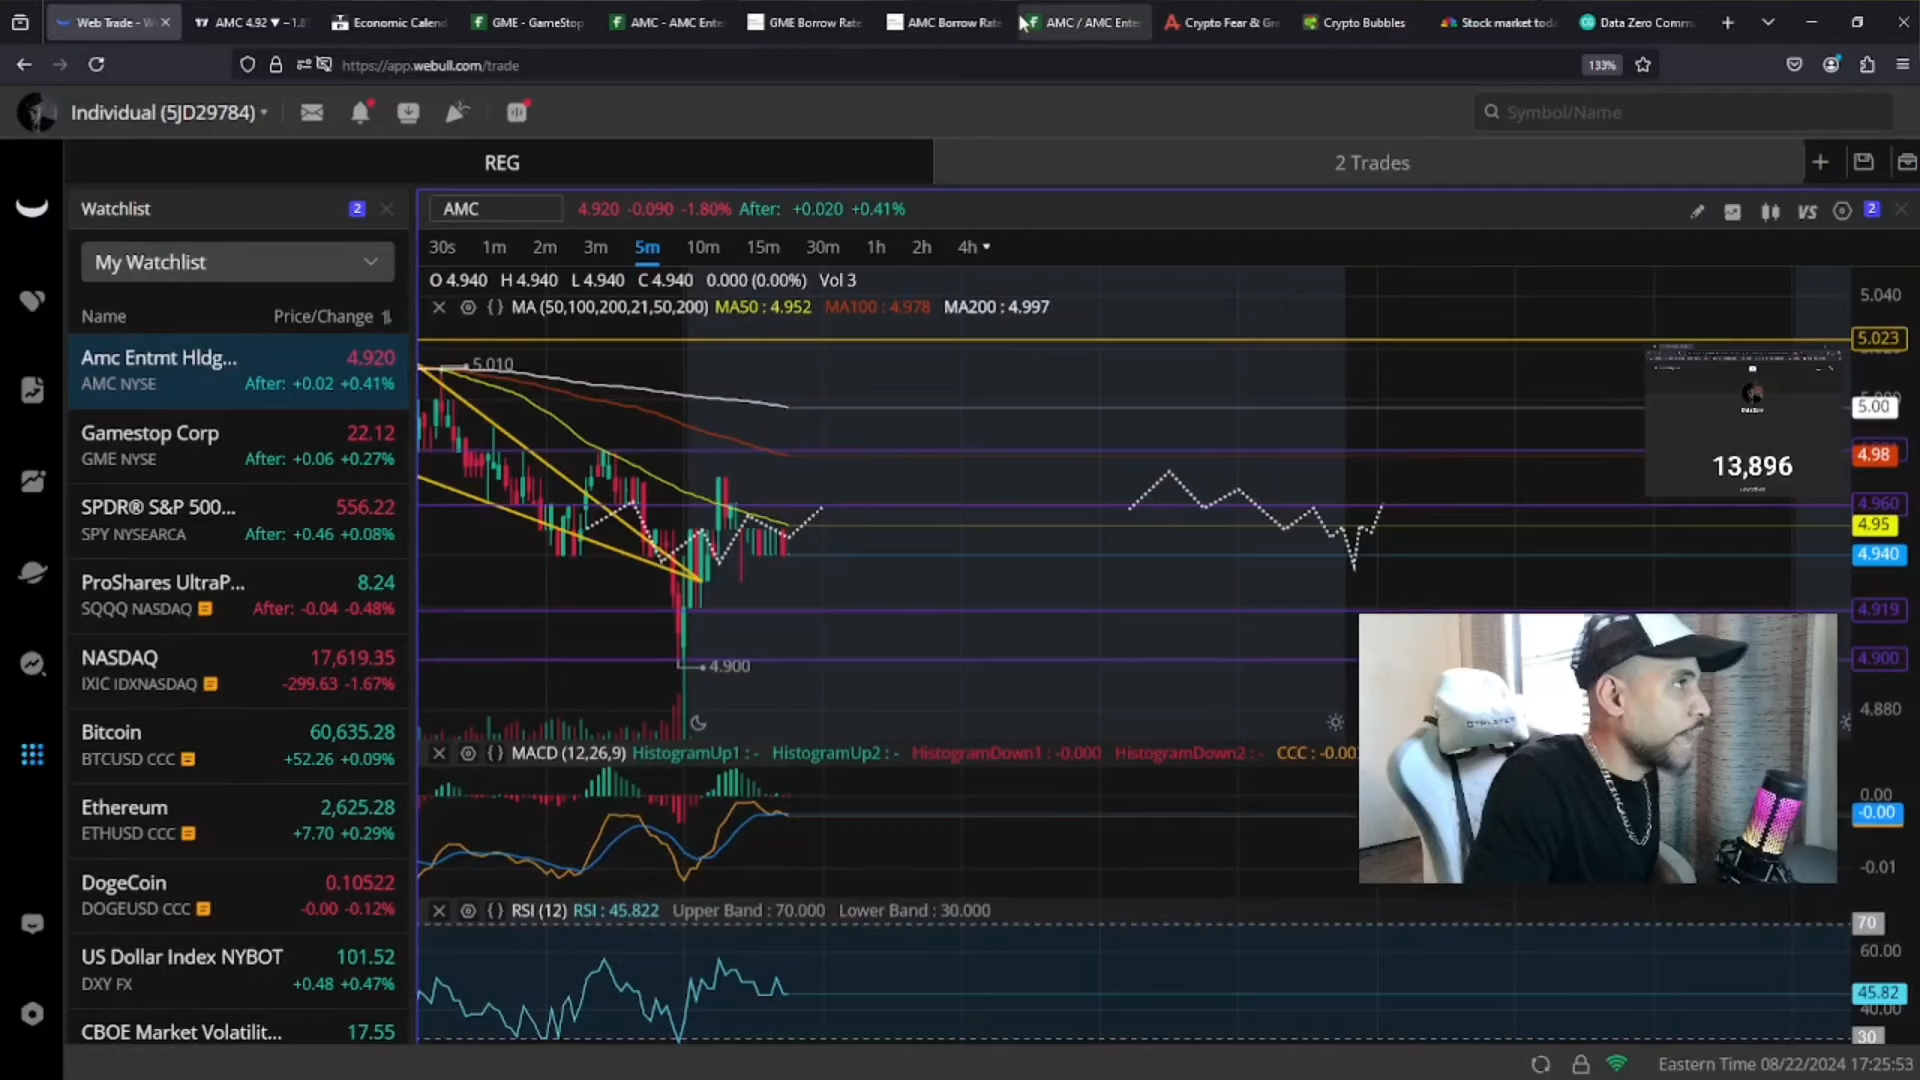 Web Trade - W
AMC 4.92 ▼ −1.8
Economic Calend
GME - GameStop
AMC - AMC Ente
GME Borrow Rate
AMC Borrow Rate
AMC / AMC Ente
Crypto Fear & Gr
Crypto Bubbles
Stock market tod
Data Zero Comm
https://app.webull.com/trade
133%
Individual (5JD29784)
Symbol/Name
REG
2 Trades
Watchlist
2
My Watchlist
Name Price/Change
Amc Entmt Hldg... 4.920
AMC NYSE After: +0.02 +0.41%
Gamestop Corp 22.12
GME NYSE After: +0.06 +0.27%
SPDR® S&P 500... 556.22
SPY NYSEARCA After: +0.46 +0.08%
ProShares UltraP... 8.24
SQQQ NASDAQ After: -0.04 -0.48%
NASDAQ 17,619.35
IXIC IDXNASDAQ -299.63 -1.67%
Bitcoin 60,635.28
BTCUSD CCC +52.26 +0.09%
Ethereum 2,625.28
ETHUSD CCC +7.70 +0.29%
DogeCoin 0.10522
DOGEUSD CCC -0.00 -0.12%
US Dollar Index NYBOT 101.52
DXY FX +0.48 +0.47%
CBOE Market Volatilit... 17.55
AMC 4.920 -0.090 -1.80% After: +0.020 +0.41%
VS
2
30s 1m 2m 3m 5m 10m 15m 30m 1h 2h 4h
O 4.940 H 4.940 L 4.940 C 4.940 0.000 (0.00%) Vol 3
MA (50,100,200,21,50,200) MA50 : 4.952 MA100 : 4.978 MA200 : 4.997
5.010
4.900
5.040
5.023
5.00
4.98
4.960
4.95
4.940
4.919
4.900
4.880
13,896
MACD (12,26,9) HistogramUp1 : - HistogramUp2 : - HistogramDown1 : -0.000 HistogramDown2 : - CCC : -0.00
0.00
-0.00
-0.01
RSI (12) RSI : 45.822 Upper Band : 70.000 Lower Band : 30.000
70
60.00
45.82
40.00
30
Eastern Time 08/22/2024 17:25:53